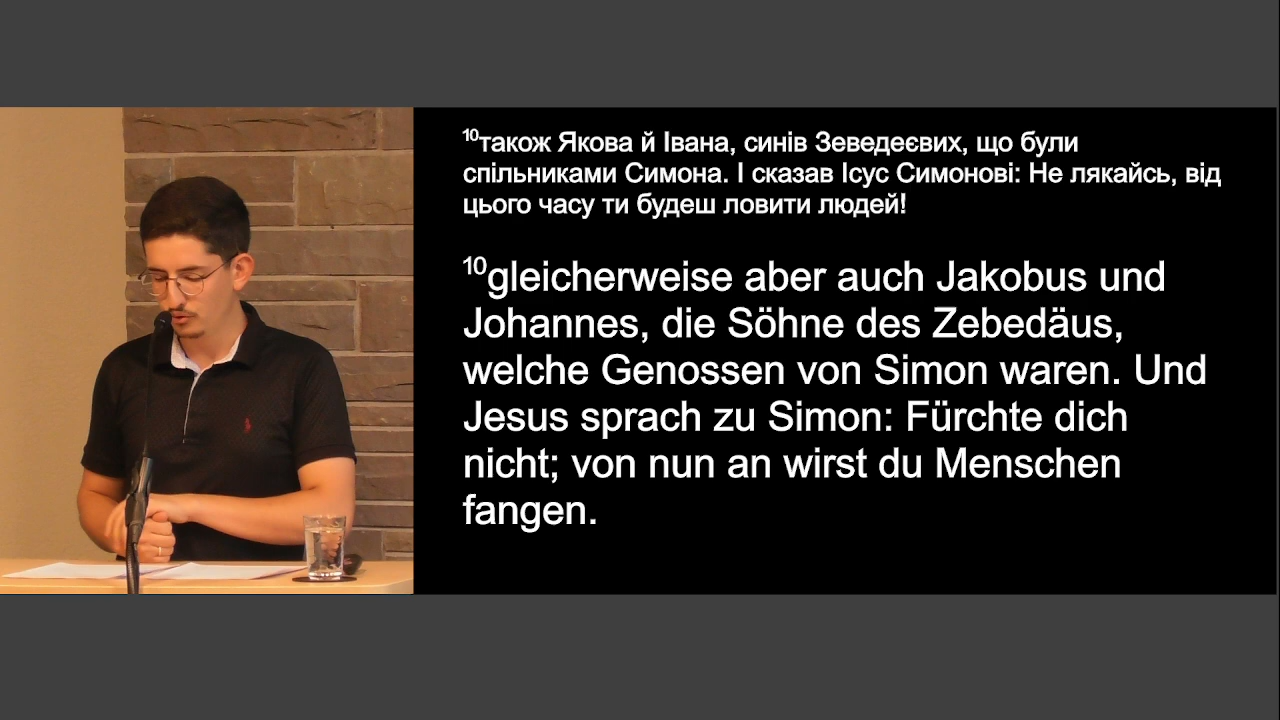 ¹⁰також Якова й Івана, синів Зеведеєвих, що були
спільниками Симона. І сказав Ісус Симонові: Не лякайсь, від
цього часу ти будеш ловити людей!
¹⁰gleicherweise aber auch Jakobus und
Johannes, die Söhne des Zebedäus,
welche Genossen von Simon waren. Und
Jesus sprach zu Simon: Fürchte dich
nicht; von nun an wirst du Menschen
fangen.